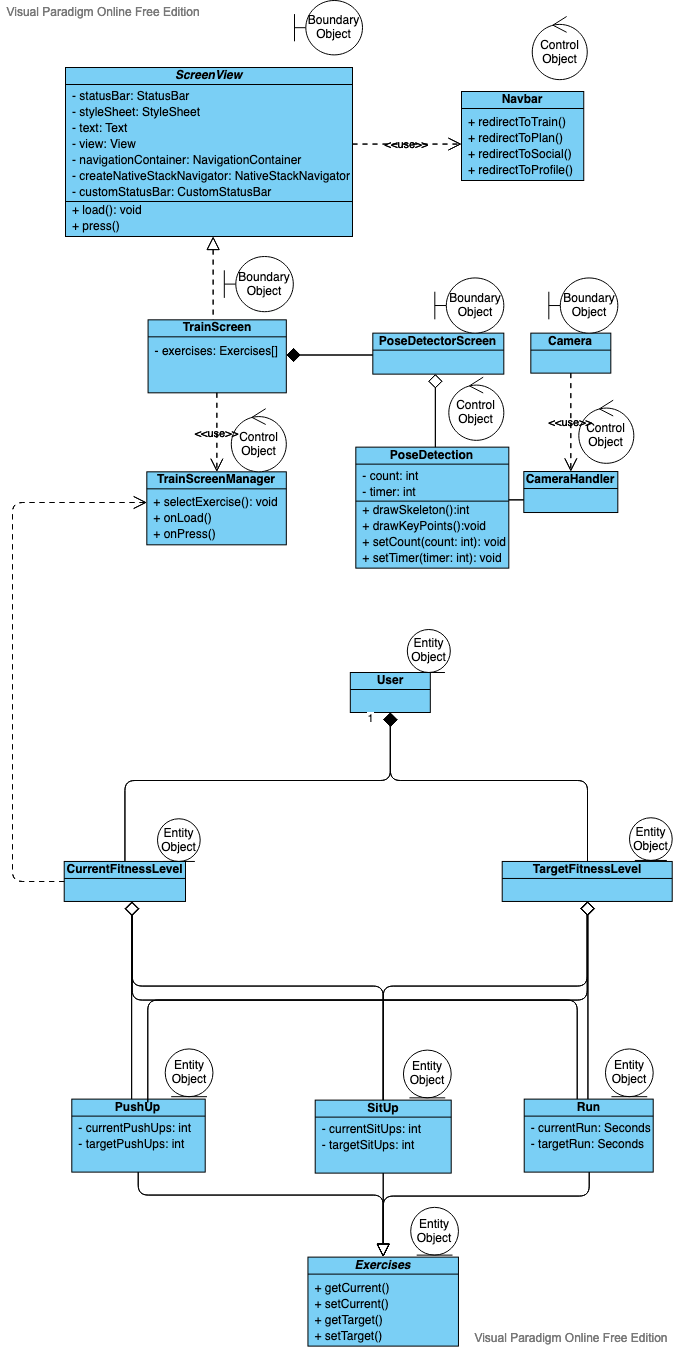 Visual Paradigm Online Free Edition
Boundary
Object
Control
Object
ScreenView
- statusBar: StatusBar
- styleSheet: StyleSheet
- text: Text
- view: View
- navigationContainer: NavigationContainer
- createNativeStackNavigator: NativeStackNavigator
- customStatusBar: CustomStatusBar
+ load(): void
+ press()
<<use>>
Navbar
+ redirectToTrain()
+ redirectToPlan()
+ redirectToSocial()
+ redirectToProfile()
Boundary
Object
TrainScreen
- exercises: Exercises[]
Boundary
Object
PoseDetectorScreen
Boundary
Object
Camera
<<use>>
Control
Object
Control
Object
<<use>>
Control
Object
TrainScreenManager
+ selectExercise(): void
+ onLoad()
+ onPress()
PoseDetection
- count: int
- timer: int
+ drawSkeleton():int
+ drawKeyPoints():void
+ setCount(count: int): void
+ setTimer(timer: int): void
CameraHandler
Entity
Object
User
1
Entity
Object
CurrentFitnessLevel
Entity
Object
TargetFitnessLevel
Entity
Object
PushUp
- currentPushUps: int
- targetPushUps: int
Entity
Object
SitUp
- currentSitUps: int
- targetSitUps: int
Entity
Object
Run
- currentRun: Seconds
- targetRun: Seconds
Entity
Object
Exercises
+ getCurrent()
+ setCurrent()
+ getTarget()
+ setTarget()
Visual Paradigm Online Free Edition